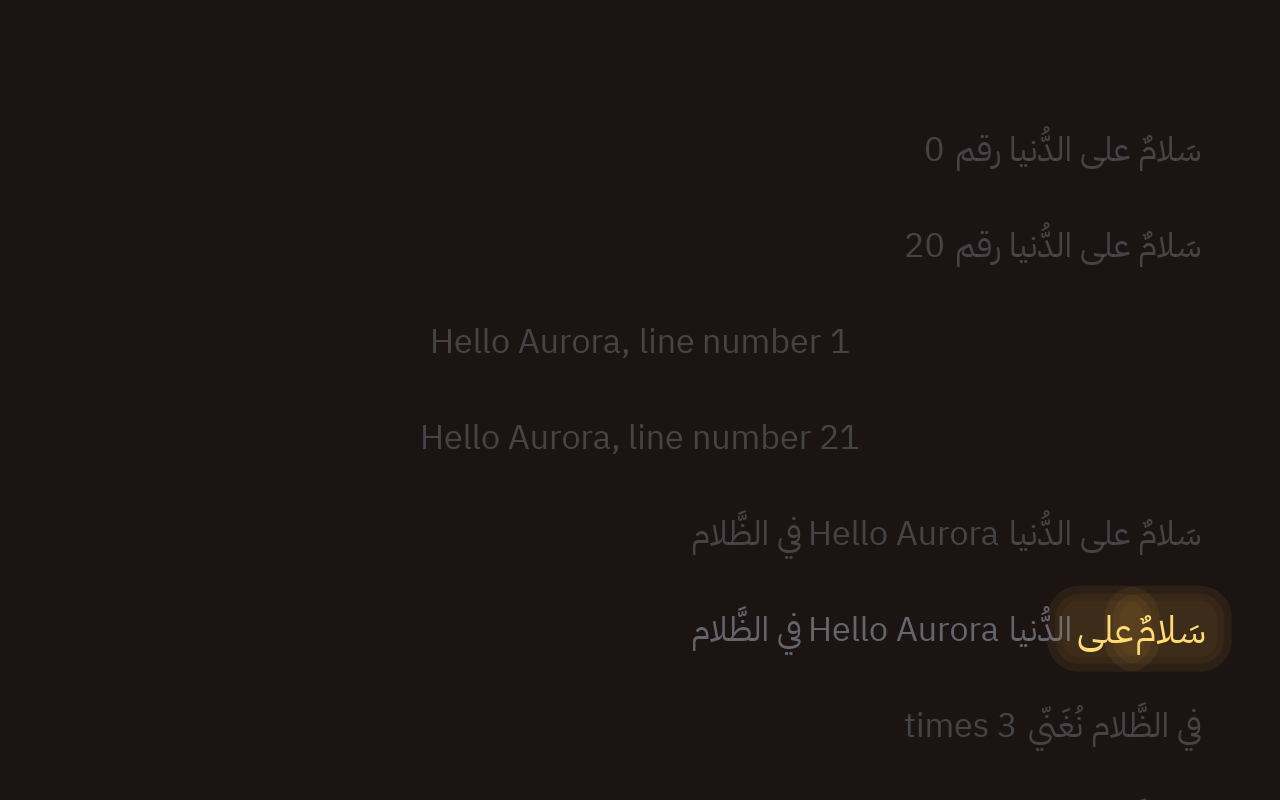 سَلامٌ على الدُّنيا رقم 0
سَلامٌ على الدُّنيا رقم 20
Hello Aurora, line number 1
Hello Aurora, line number 21
سَلامٌ على الدُّنيا Hello Aurora في الظَّلام
سَلامٌ على الدُّنيا Hello Aurora في الظَّلام
في الظَّلام نُغَنّي 3 times